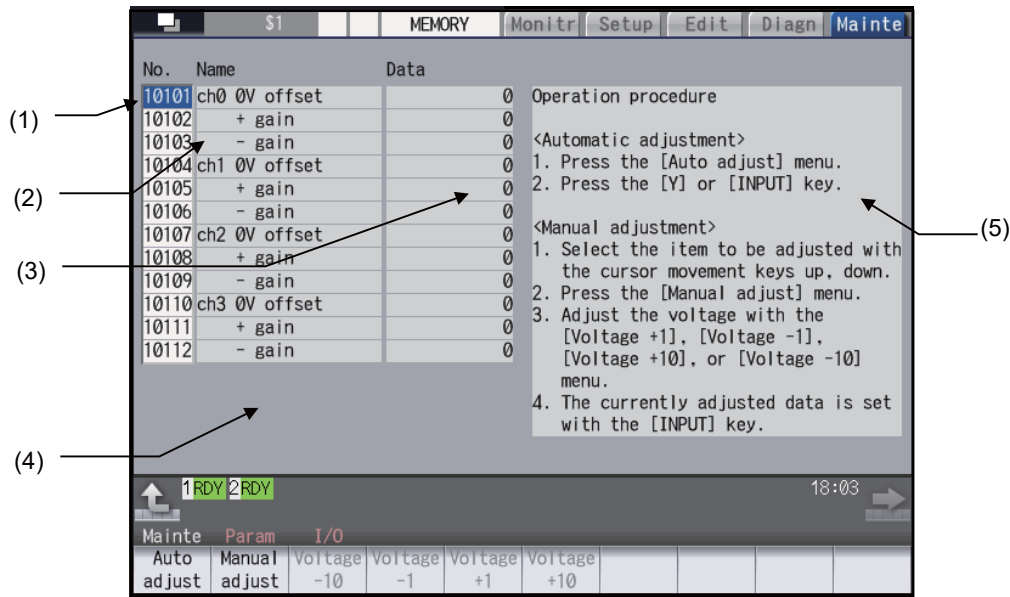 $1 MEMORY Monitr Setup Edit Diagn Mainte
No. Name Data
10101 ch0 0V offset 0
10102 + gain 0
10103 - gain 0
10104 ch1 0V offset 0
10105 + gain 0
10106 - gain 0
10107 ch2 0V offset 0
10108 + gain 0
10109 - gain 0
10110 ch3 0V offset 0
10111 + gain 0
10112 - gain 0
Operation procedure
<Automatic adjustment>
1. Press the [Auto adjust] menu.
2. Press the [Y] or [INPUT] key.
<Manual adjustment>
1. Select the item to be adjusted with
the cursor movement keys up, down.
2. Press the [Manual adjust] menu.
3. Adjust the voltage with the
[Voltage +1], [Voltage -1],
[Voltage +10], or [Voltage -10]
menu.
4. The currently adjusted data is set
with the [INPUT] key.
(1)
(2)
(3)
(4)
(5)
1 RDY 2 RDY 18:03
Mainte Param I/O
Auto adjust
Manual adjust
Voltage -10
Voltage -1
Voltage +1
Voltage +10